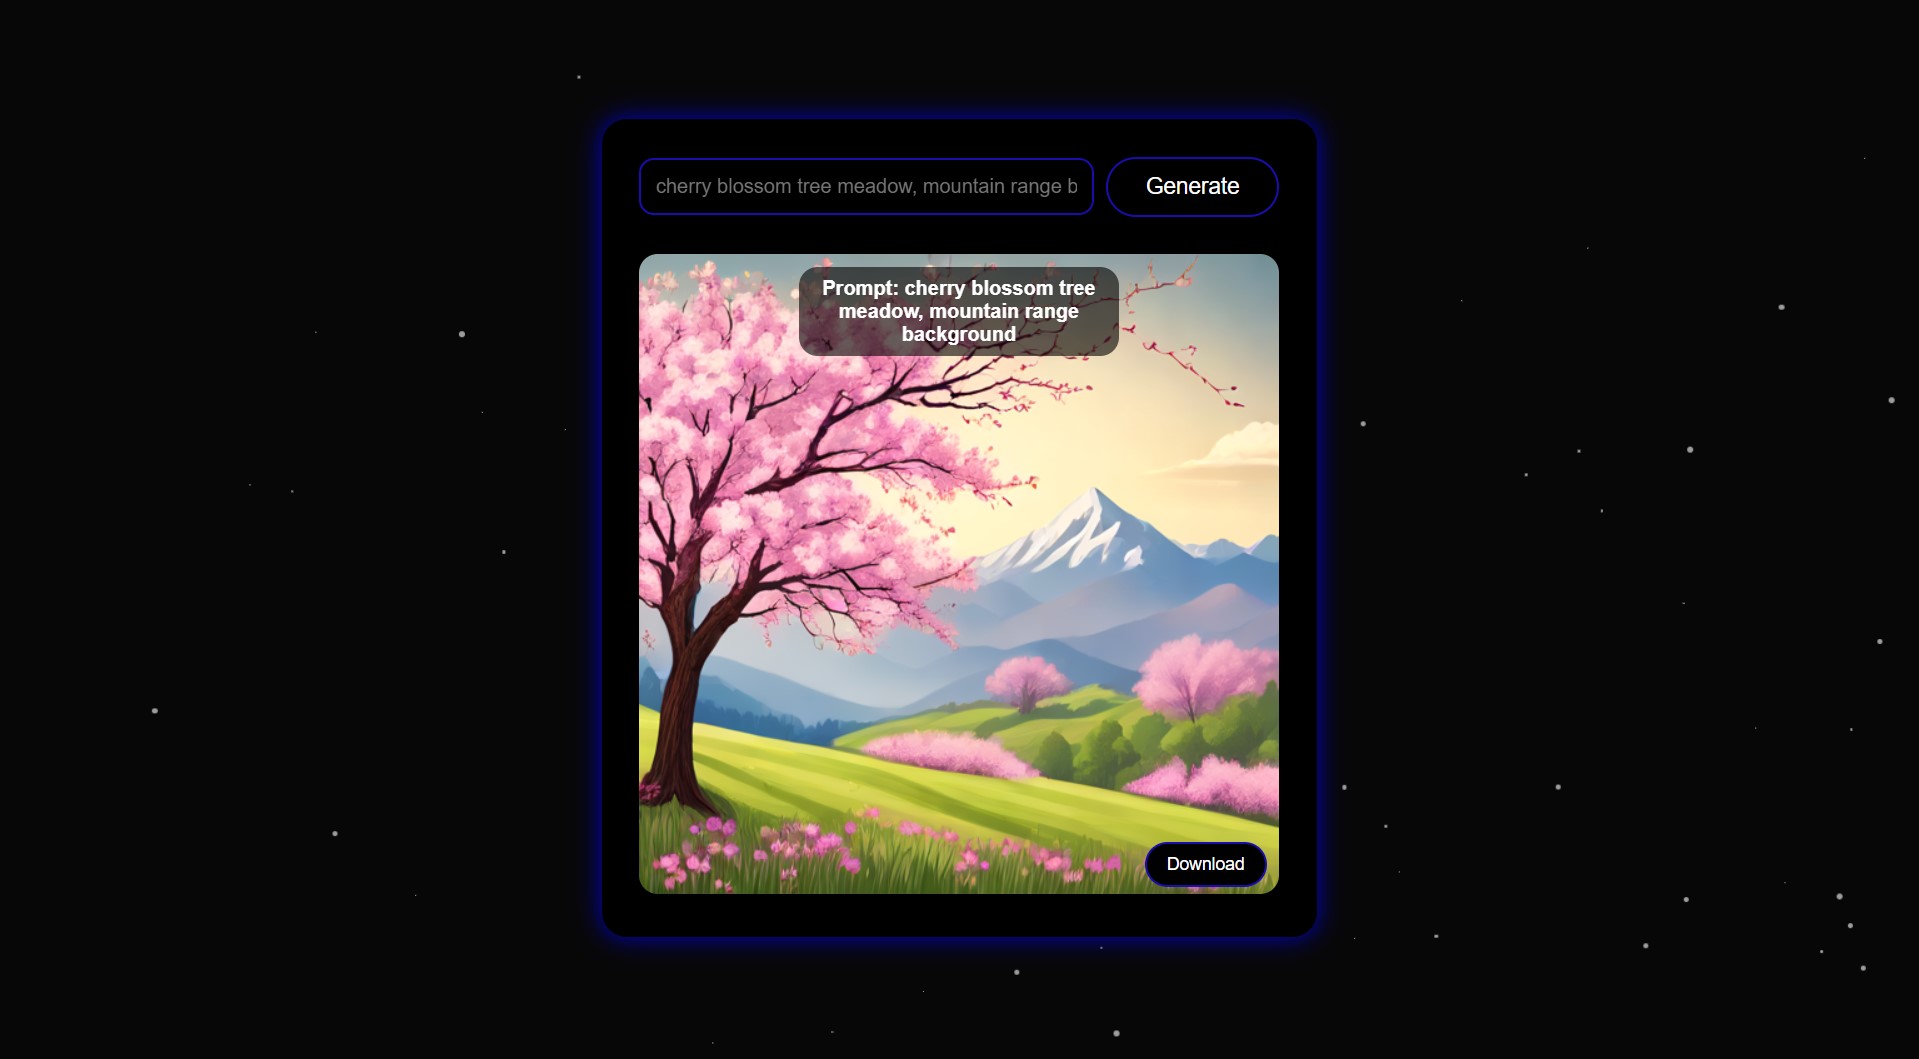 cherry blossom tree meadow, mountain range b
Generate
Prompt: cherry blossom tree
meadow, mountain range
background
Download